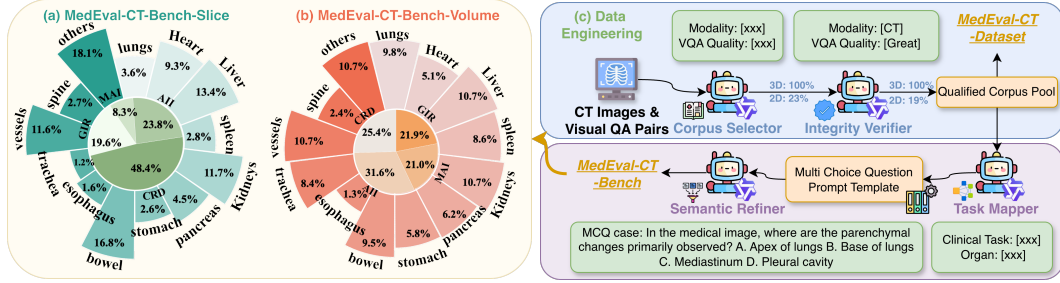 (a) MedEval-CT-Bench-Slice
others
18.1%
lungs
3.6%
Heart
9.3%
Liver
13.4%
spleen
2.8%
Kidneys
11.7%
pancreas
4.5%
stomach
2.6%
bowel
16.8%
esophagus
1.6%
trachea
1.2%
vessels
11.6%
spine
2.7%
MAI
8.3%
AII
23.8%
GIR
19.6%
CRD
48.4%
(b) MedEval-CT-Bench-Volume
others
10.7%
lungs
9.8%
Heart
5.1%
Liver
10.7%
spleen
8.6%
Kidneys
10.7%
pancreas
6.2%
stomach
5.8%
bowel
9.5%
esophagus
1.3%
trachea
8.4%
vessels
10.7%
spine
2.4%
CRD
25.4%
GIR
21.9%
MAI
21.0%
AII
31.6%
(c) Data
Engineering
Modality: [xxx]
VQA Quality: [xxx]
Modality: [CT]
VQA Quality: [Great]
MedEval-CT
-Dataset
CT Images &
Visual QA Pairs
Corpus Selector
3D: 100%
2D: 23%
Integrity Verifier
3D: 100%
2D: 19%
Qualified Corpus Pool
MedEval-CT
-Bench
Semantic Refiner
Multi Choice Question
Prompt Template
Task Mapper
MCQ case: In the medical image, where are the parenchymal
changes primarily observed? A. Apex of lungs B. Base of lungs
C. Mediastinum D. Pleural cavity
Clinical Task: [xxx]
Organ: [xxx]